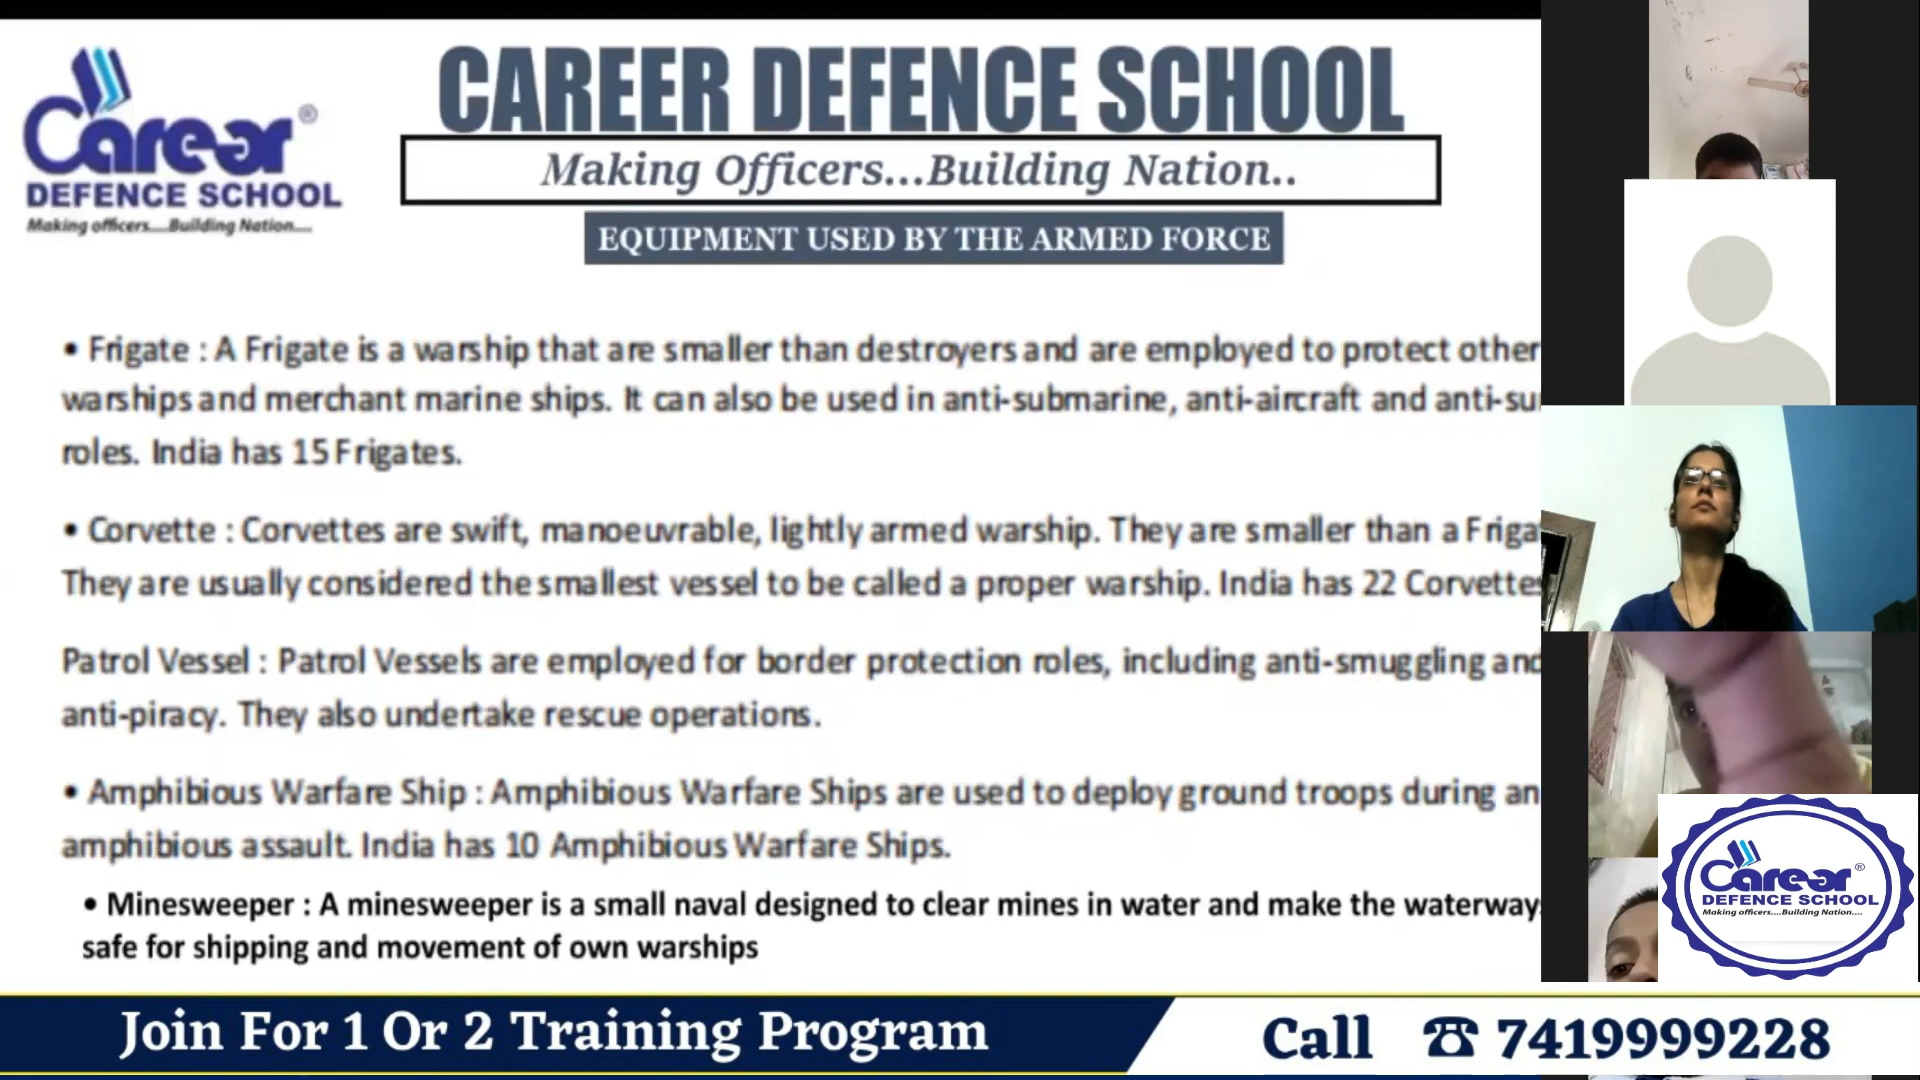 Carear®
DEFENCE SCHOOL
Making officers....Building Nation....
CAREER DEFENCE SCHOOL
Making Officers...Building Nation..
EQUIPMENT USED BY THE ARMED FORCE
• Frigate : A Frigate is a warship that are smaller than destroyers and are employed to protect other
warships and merchant marine ships. It can also be used in anti-submarine, anti-aircraft and anti-su
roles. India has 15 Frigates.
• Corvette : Corvettes are swift, manoeuvrable, lightly armed warship. They are smaller than a Friga
They are usually considered the smallest vessel to be called a proper warship. India has 22 Corvettes
Patrol Vessel : Patrol Vessels are employed for border protection roles, including anti-smuggling and
anti-piracy. They also undertake rescue operations.
• Amphibious Warfare Ship : Amphibious Warfare Ships are used to deploy ground troops during an
amphibious assault. India has 10 Amphibious Warfare Ships.
• Minesweeper : A minesweeper is a small naval designed to clear mines in water and make the waterways
safe for shipping and movement of own warships
Carear®
DEFENCE SCHOOL
Making officers....Building Nation....
Join For 1 Or 2 Training Program
Call ☎ 7419999228